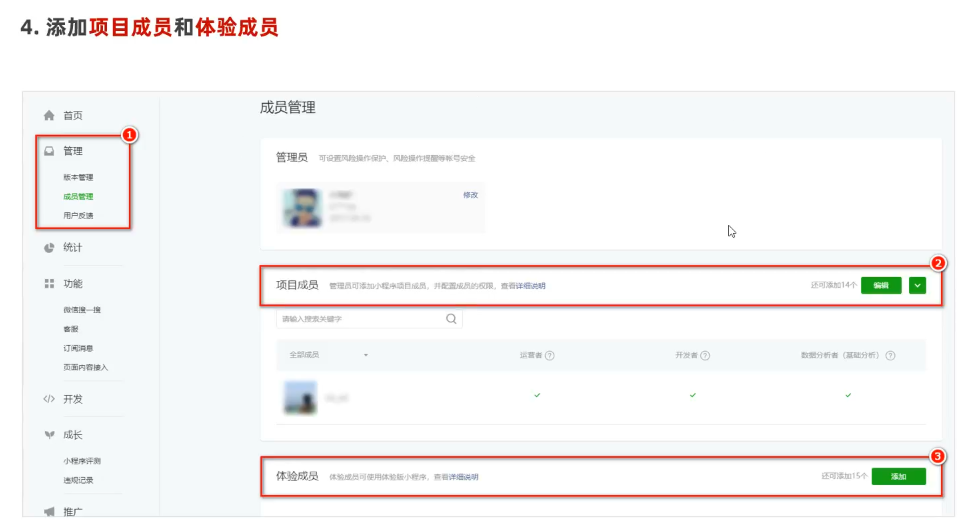 4. 添加项目成员和体验成员
成员管理
首页
1
管理
版本管理
成员管理
用户反馈
统计
功能
微信搜一搜
客服
订阅消息
页面内容接入
</> 开发
成长
小程序评测
违规记录
推广
管理员 可设置风险操作保护、风险操作提醒等帐号安全
修改
2
项目成员 管理员可添加小程序项目成员，并配置成员的权限，查看详细说明 还可添加14个 编辑
请输入搜索关键字
全部成员 运营者 ? 开发者 ? 数据分析者（基础分析） ?
3
体验成员 体验成员可使用体验版小程序，查看详细说明 还可添加15个 添加